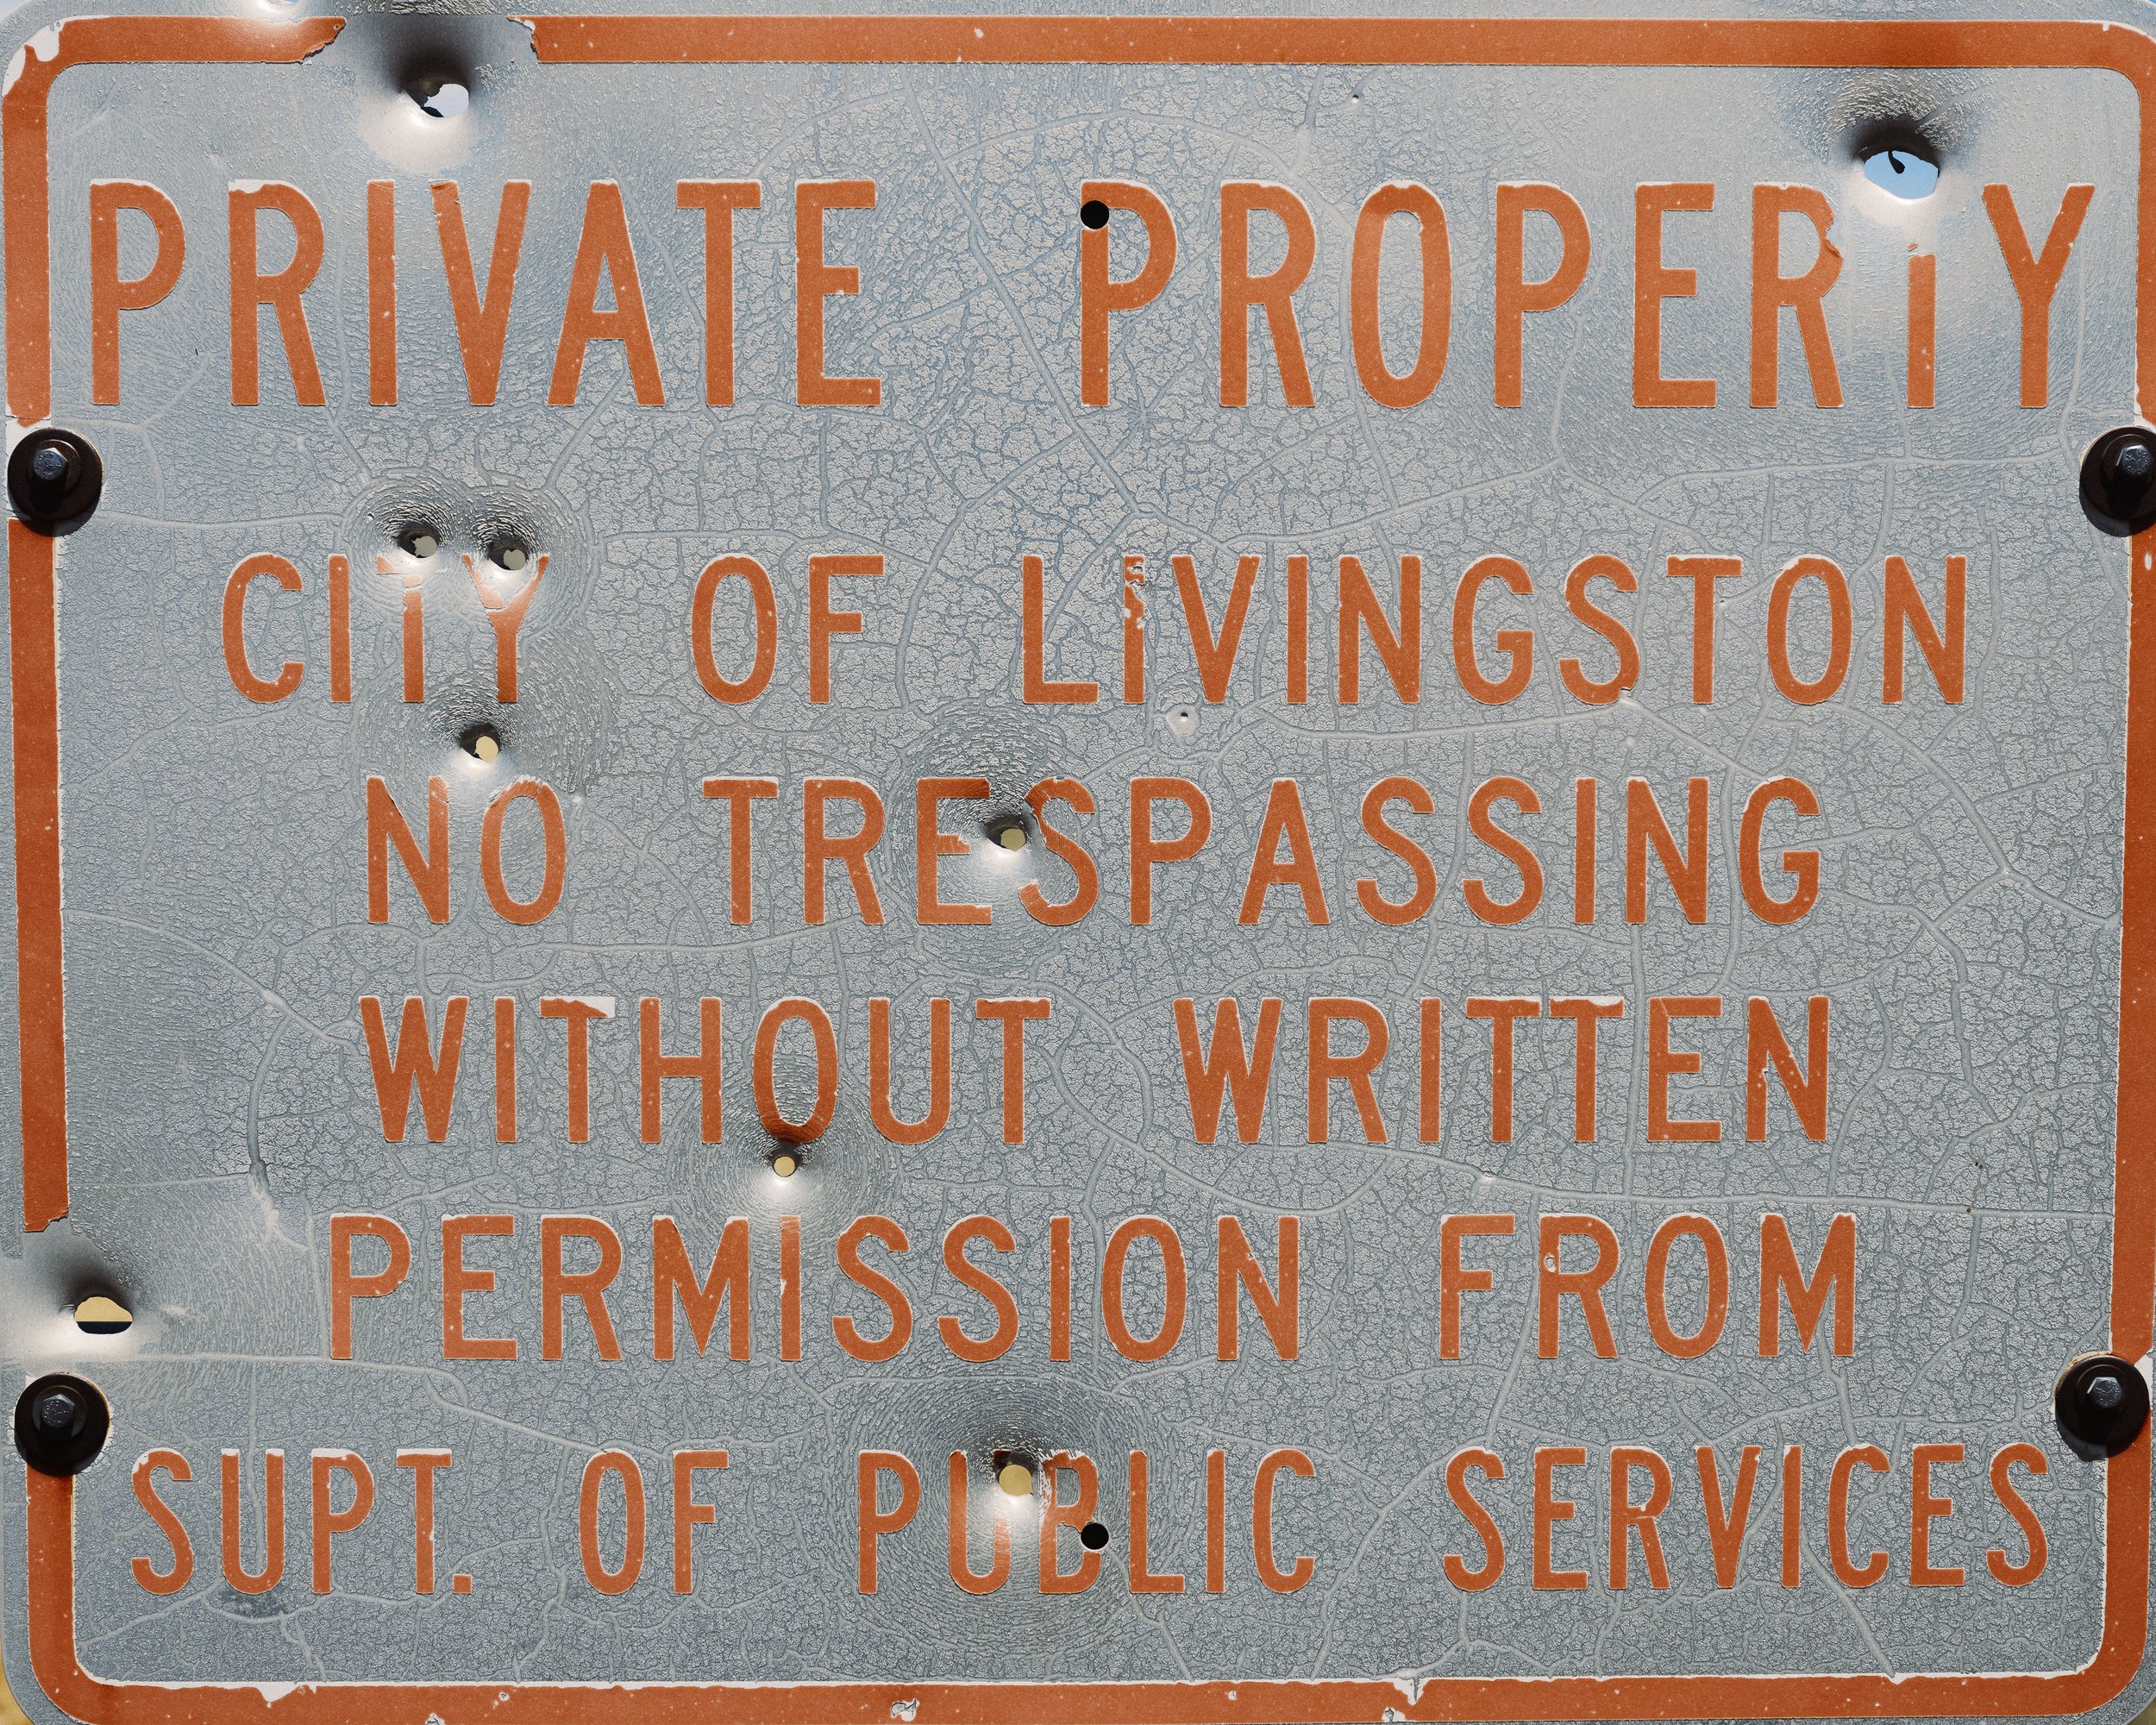 PRIVATE PROPERTY
CITY OF LIVINGSTON
NO TRESPASSING
WITHOUT WRITTEN
PERMISSION FROM
SUPT. OF PUBLIC SERVICES